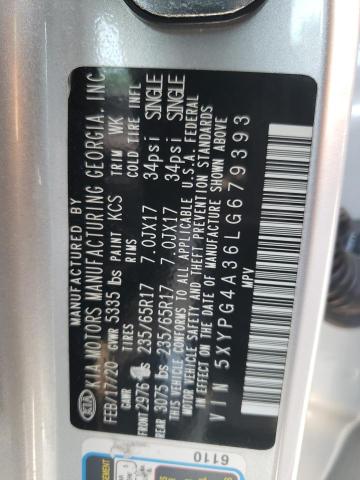 MANUFACTURED BY
KIA MOTORS MANUFACTURING GEORGIA, INC.
KIA
FEB/17/20 GVWR 5335 lbs PAINT KCS TRIM WK
GAWR TIRES RIMS COLD TIRE INFL
FRONT 2976 235/65R17 7.0JX17 34psi SINGLE
REAR 3075 lbs 235/65R17 7.0JX17 34psi SINGLE
THIS VEHICLE CONFORMS TO ALL APPLICABLE U.S.A. FEDERAL
MOTOR VEHICLE SAFETY, BUMPER, AND THEFT PREVENTION STANDARDS
IN EFFECT ON THE DATE OF MANUFACTURE SHOWN ABOVE
VIN 5XYPG4A36LG679393
MPV
6110